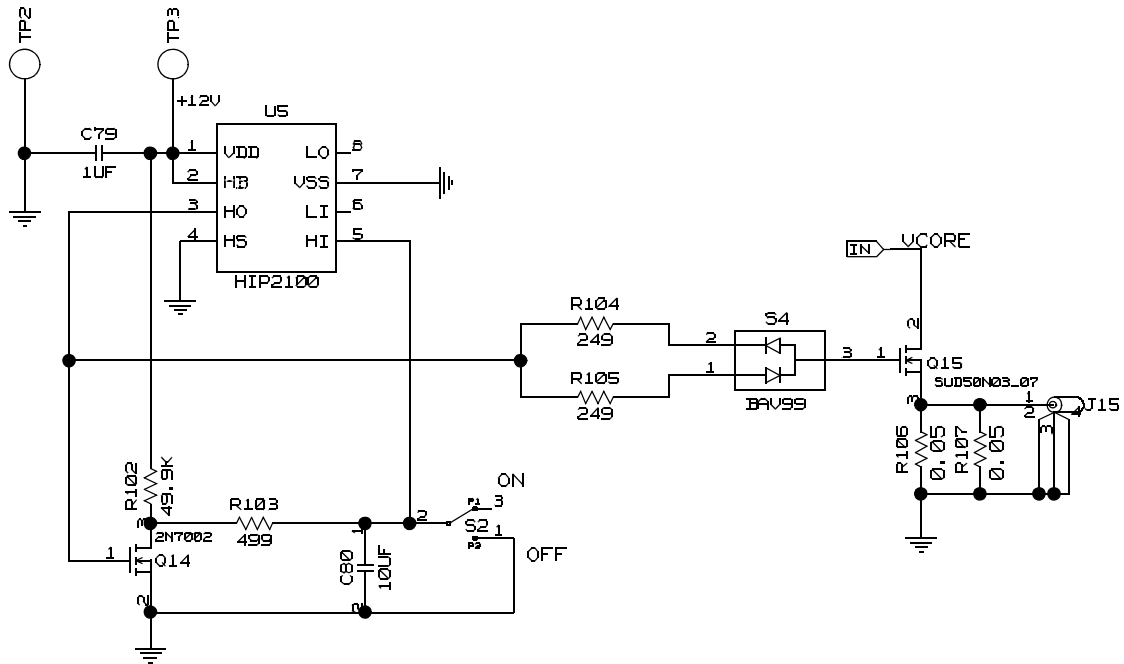 TP2
TP3
+12V
U5
C79
1UF
1 VDD LO 8
2 HB VSS 7
3 HO LI 6
4 HS HI 5
HIP2100
IN VCORE
R104
249
S4
2
1
3
BAV99
R105
249
2
1
Q15
SUD50N03_07
3
1
2
3
4
J15
R106
0.05
R107
0.05
R102
49.9K
R103
499
3
2N7002
1
Q14
2
1
C80
10UF
2
ON
2
P1
3
S2
P2
1
OFF